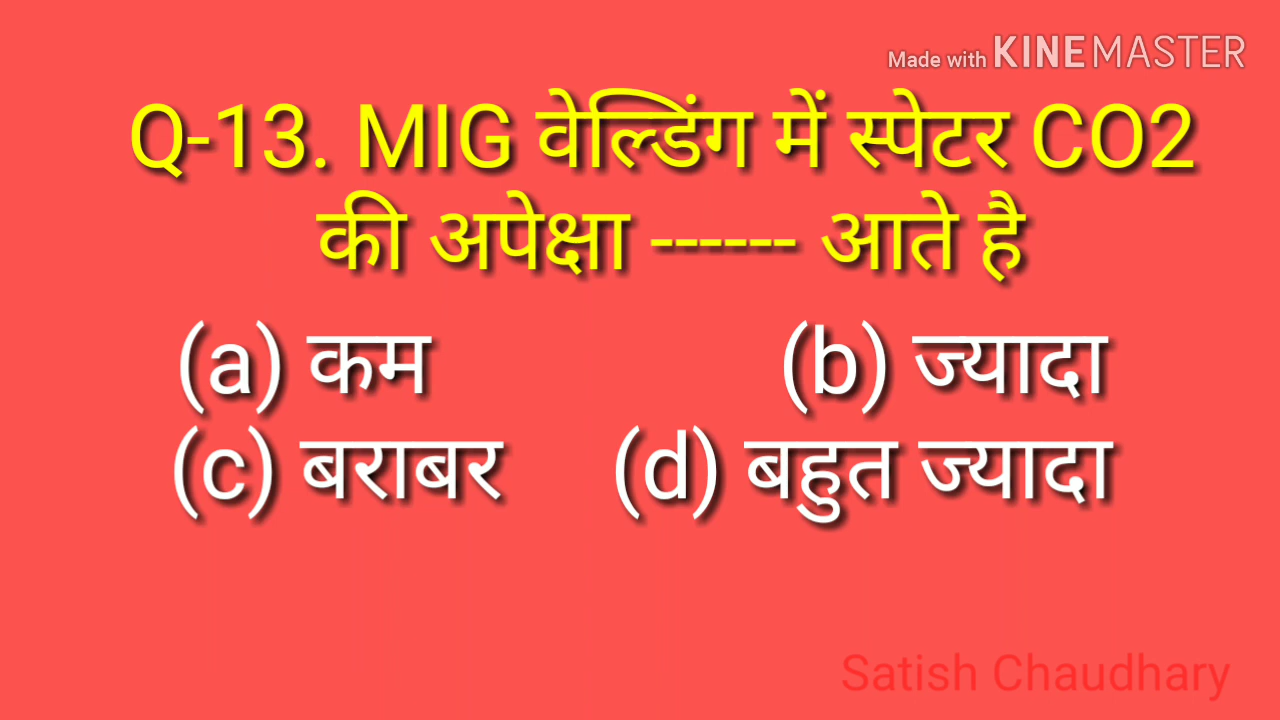 Made with KINEMASTER
Q-13. MIG वेल्डिंग में स्पेटर CO2
की अपेक्षा ------ आते है
(a) कम (b) ज्यादा
(c) बराबर (d) बहुत ज्यादा
Satish Chaudhary